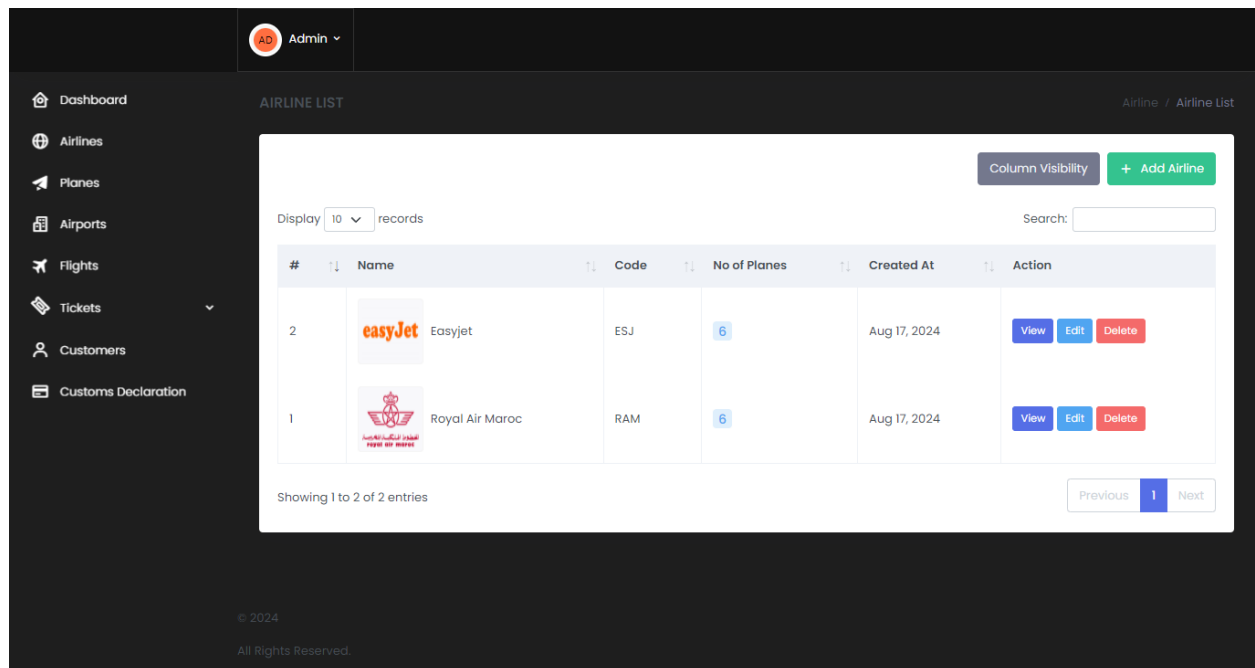 AD Admin
Dashboard
AIRLINE LIST
Airline / Airline List
Airlines
Planes
Airports
Flights
Tickets
Customers
Customs Declaration
Column Visibility
+ Add Airline
Display 10 records
Search:
# Name Code No of Planes Created At Action
2 easyJet Easyjet ESJ 6 Aug 17, 2024 View Edit Delete
1 royal air maroc Royal Air Maroc RAM 6 Aug 17, 2024 View Edit Delete
Showing 1 to 2 of 2 entries
Previous 1 Next
© 2024
All Rights Reserved.